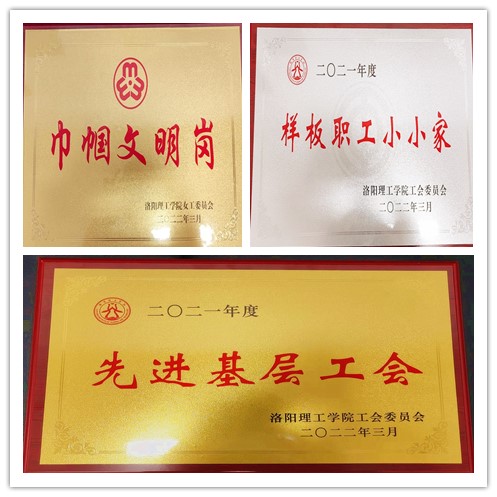 巾帼文明岗
洛阳理工学院女工委员会
二〇二二年三月
二〇二一年度
样板职工小小家
洛阳理工学院工会委员会
二〇二二年三月
二〇二一年度
先进基层工会
洛阳理工学院工会委员会
二〇二二年三月